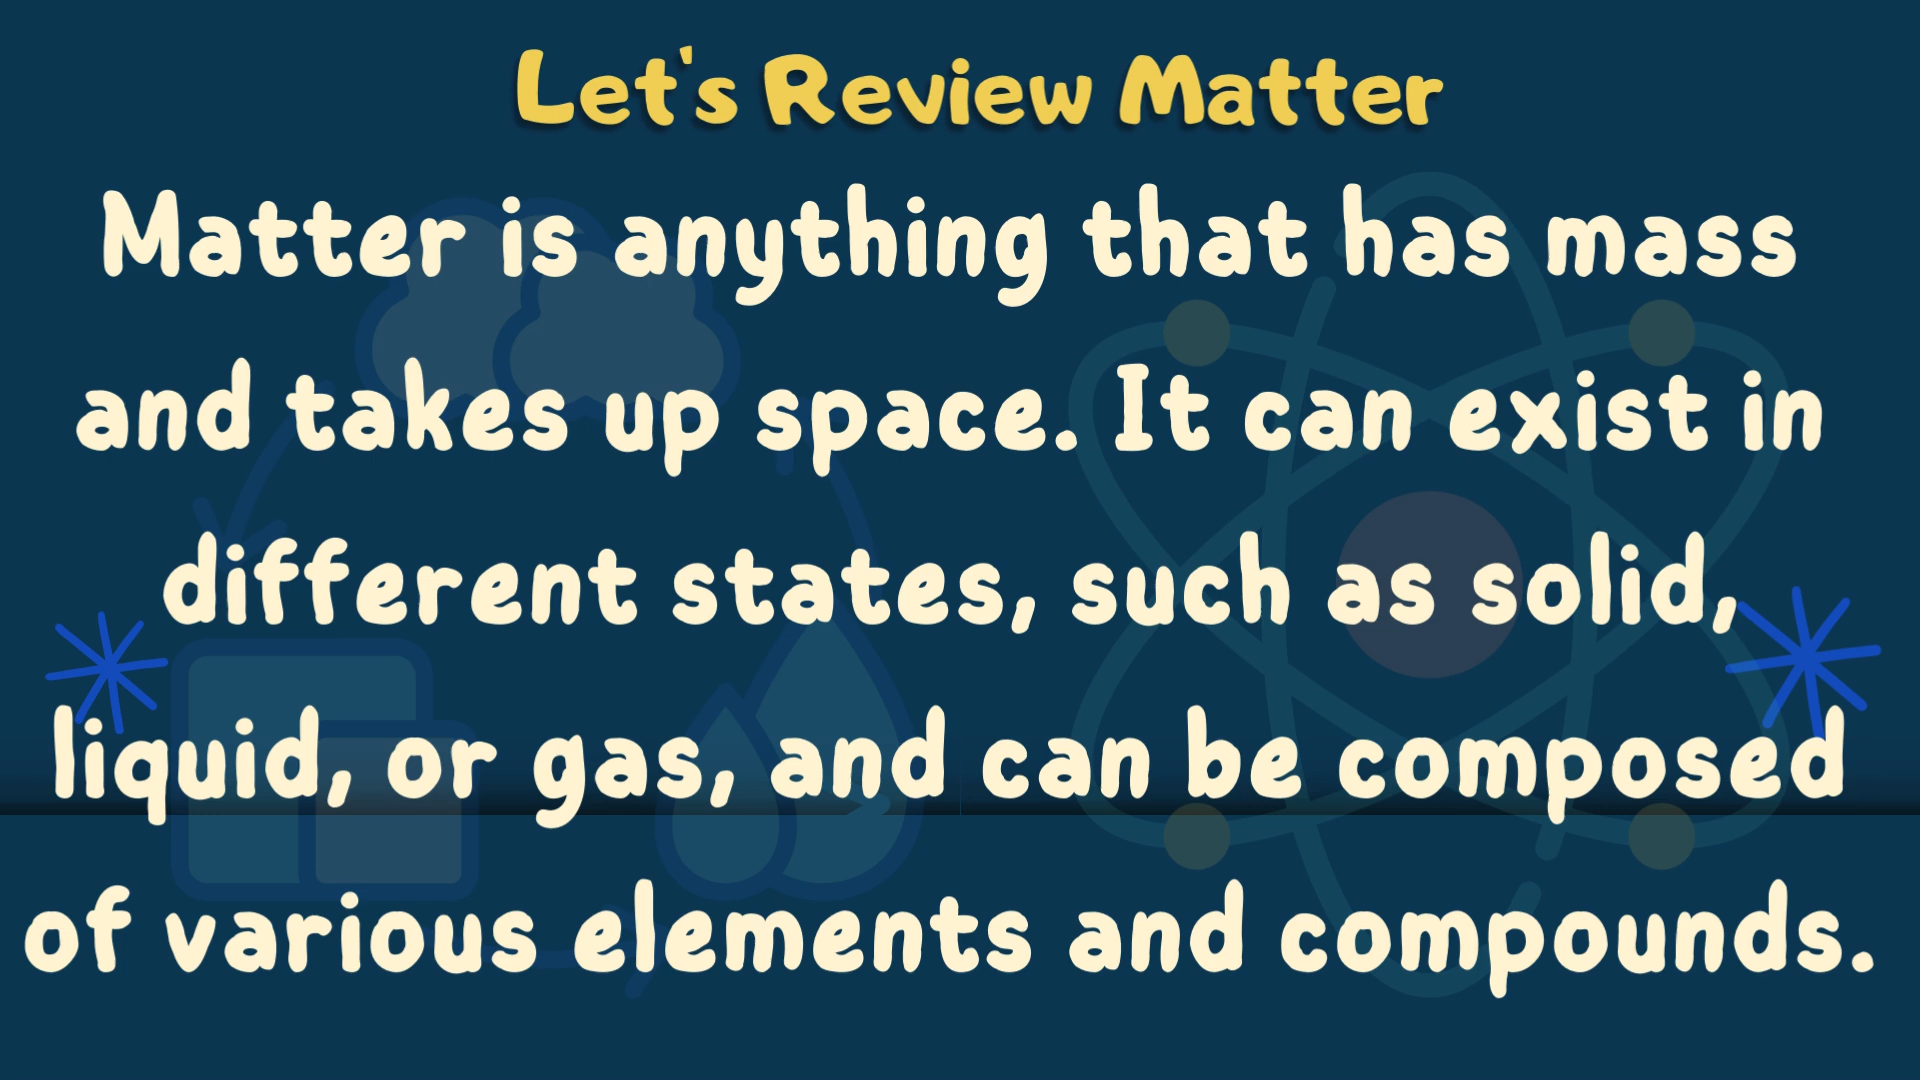 Let's Review Matter
Matter is anything that has mass
and takes up space. It can exist in
different states, such as solid,
liquid, or gas, and can be composed
of various elements and compounds.